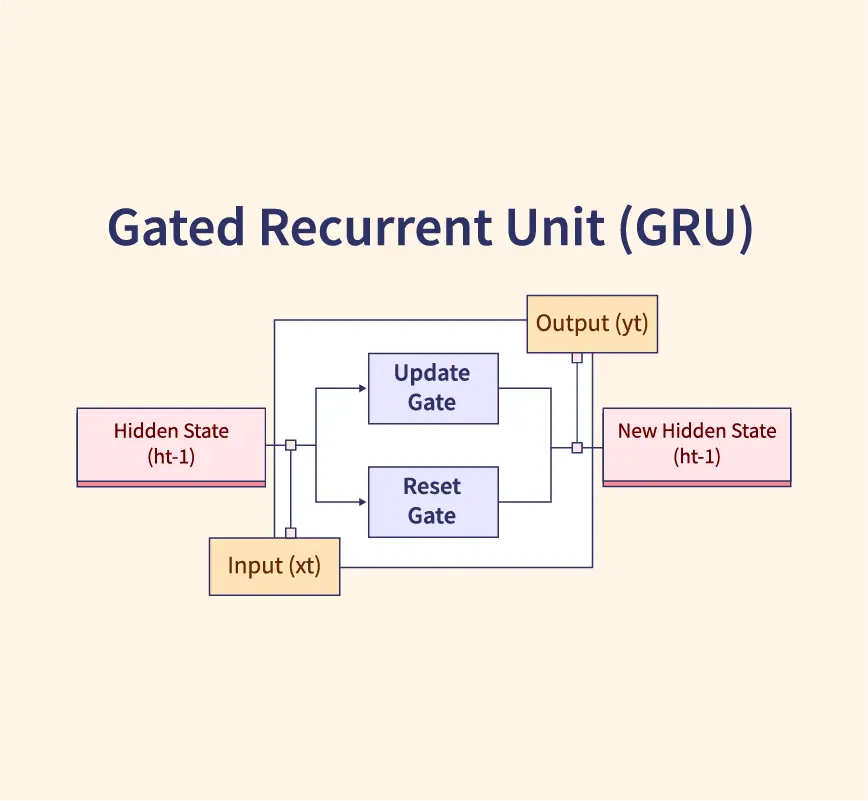 Gated Recurrent Unit (GRU)
Output (yt)
Update
Gate
Hidden State
(ht-1)
New Hidden State
(ht-1)
Reset
Gate
Input (xt)